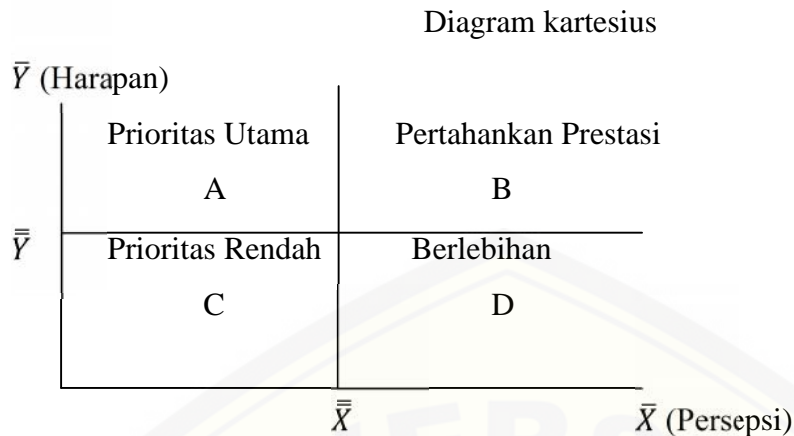 Diagram kartesius
Ȳ (Harapan)
Prioritas Utama Pertahankan Prestasi
A B
Y̿
Prioritas Rendah Berlebihan
C D
X̿ X̄ (Persepsi)